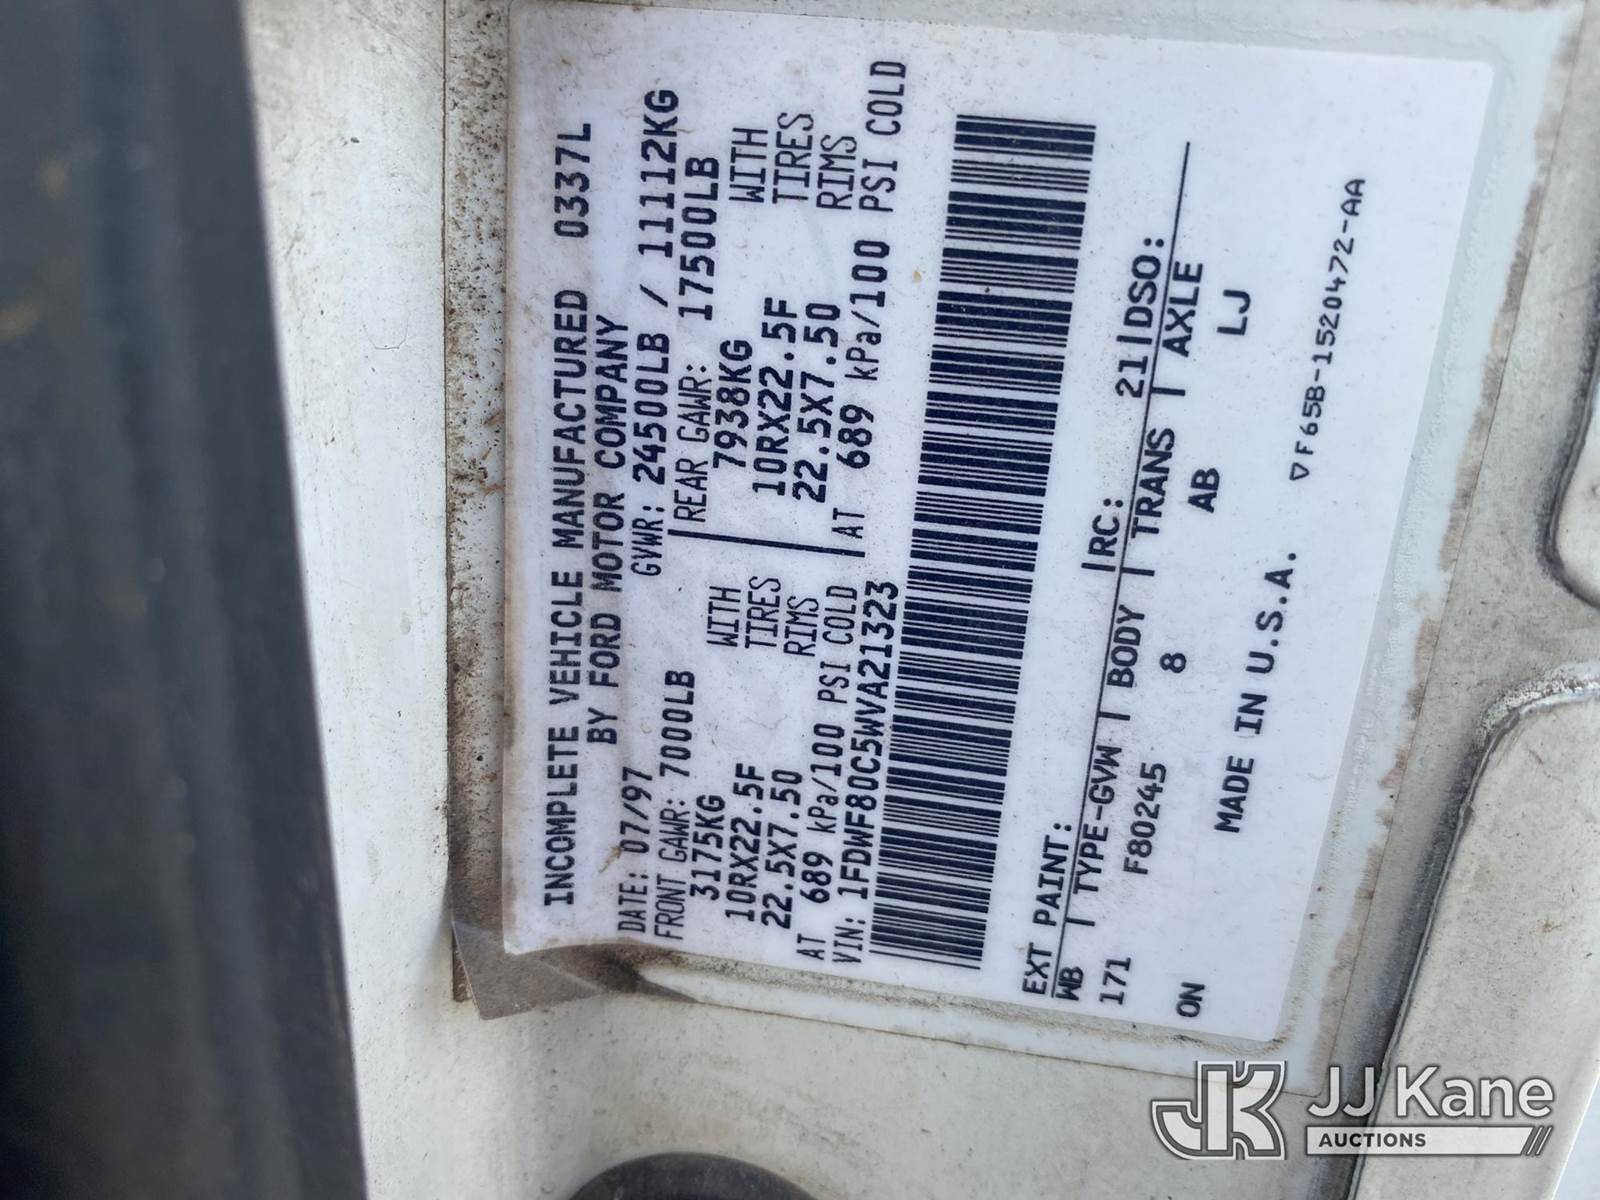 INCOMPLETE VEHICLE MANUFACTURED 0337L
BY FORD MOTOR COMPANY
DATE: 07/97 GVWR: 24500LB / 11112KG
FRONT GAWR: 7000LB REAR GAWR: 17500LB
3175KG WITH 7938KG WITH
10RX22.5F TIRES 10RX22.5F TIRES
22.5X7.50 RIMS 22.5X7.50 RIMS
AT 689 kPa/100 PSI COLD AT 689 kPa/100 PSI COLD
VIN: 1FDWF80C5WVA21323
EXT PAINT: RC: 21 DSO:
WB TYPE-GVW BODY TRANS AXLE
171 F80245 8 8 LJ
ON AB
MADE IN U.S.A. F65B-1520472-AA
JK JJ Kane
AUCTIONS